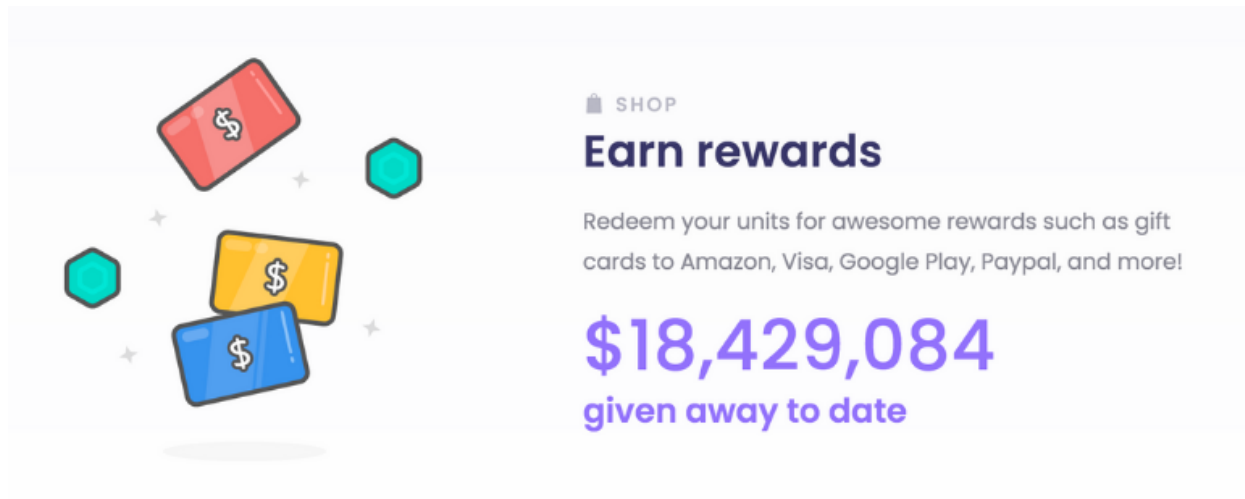 SHOP
Earn rewards
Redeem your units for awesome rewards such as gift
cards to Amazon, Visa, Google Play, Paypal, and more!
$18,429,084
given away to date
$
$
$